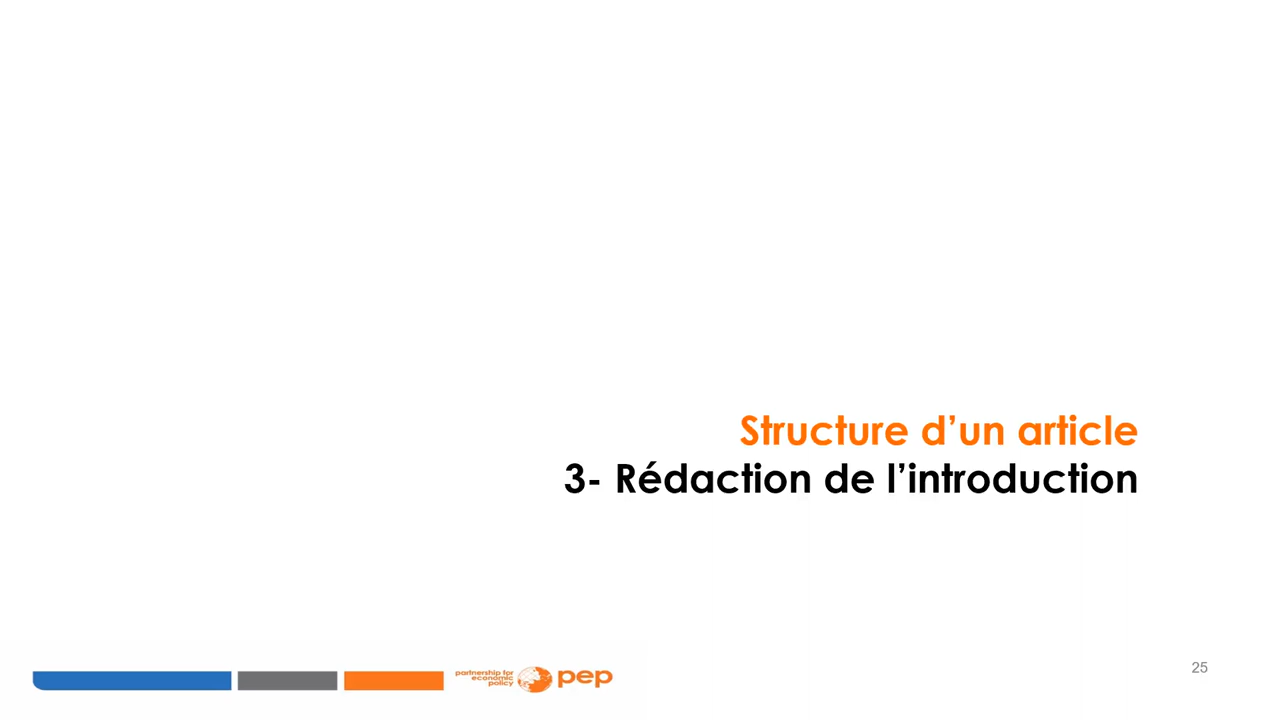 Structure d’un article
3- Rédaction de l’introduction
partnership for
economic
policy
pep
25